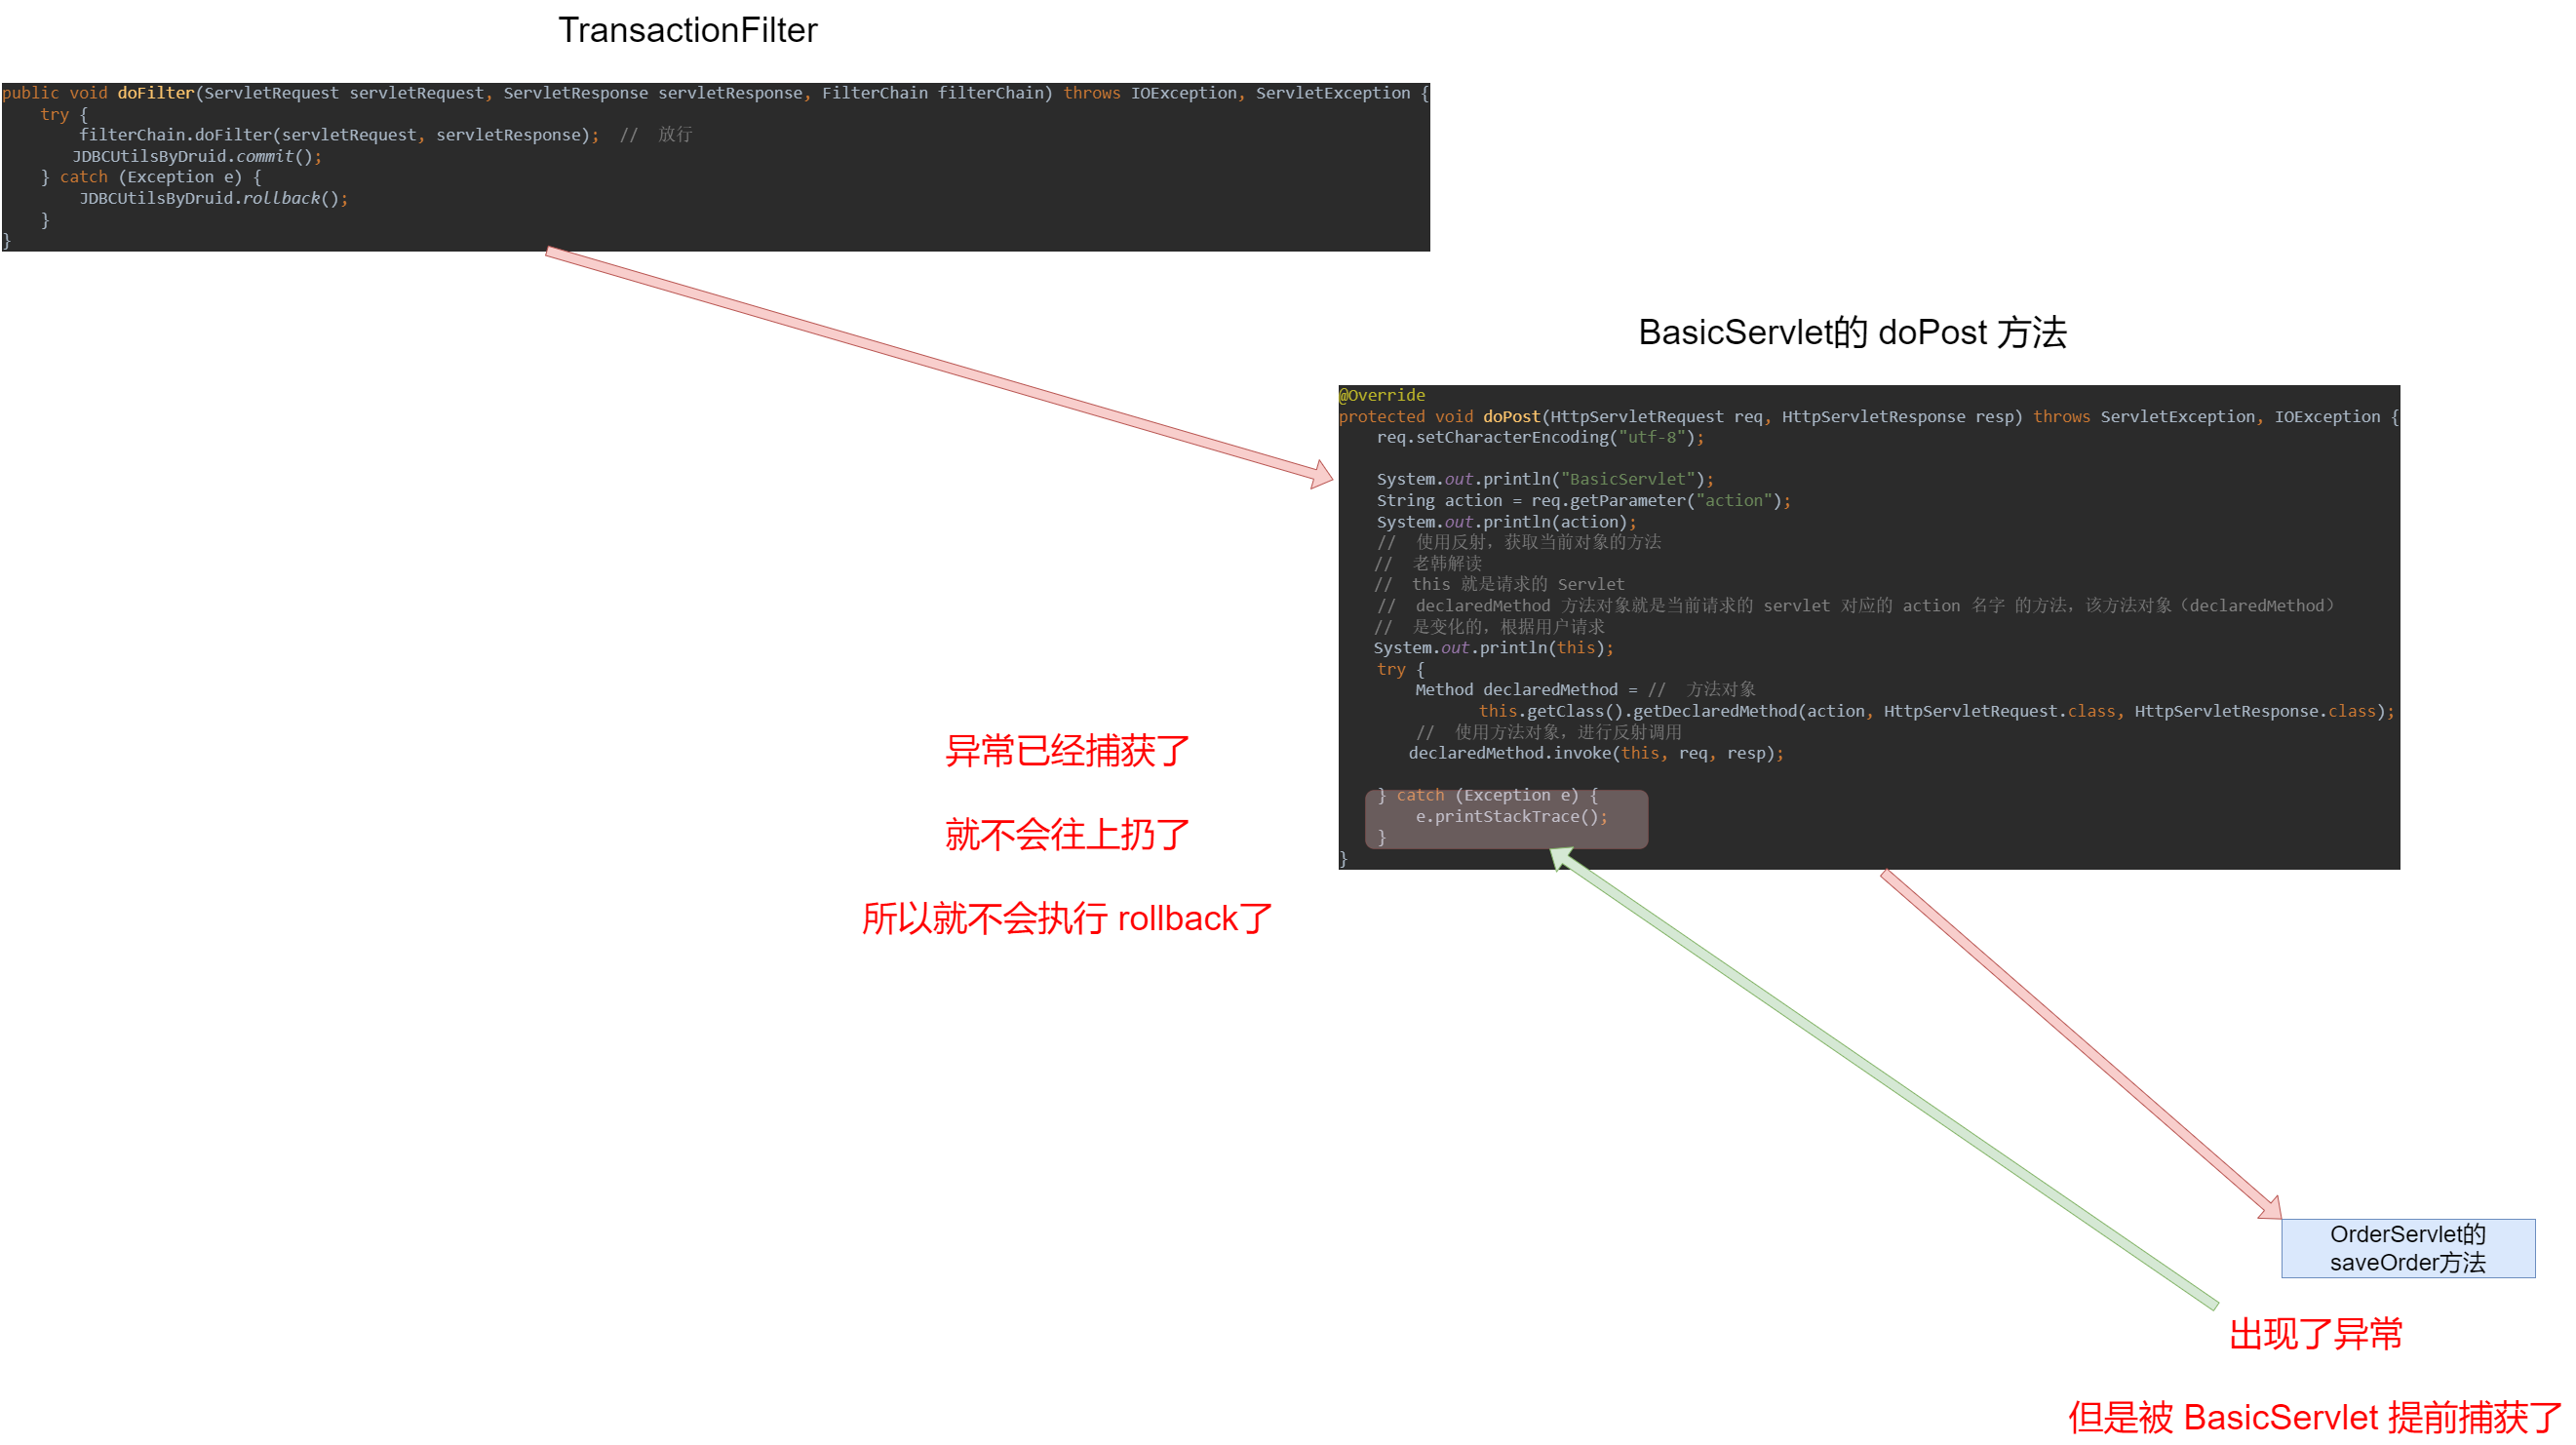 TransactionFilter
public void doFilter(ServletRequest servletRequest, ServletResponse servletResponse, FilterChain filterChain) throws IOException, ServletException {
    try {
        filterChain.doFilter(servletRequest, servletResponse);  //  放行
        JDBCUtilsByDruid.commit();
    } catch (Exception e) {
        JDBCUtilsByDruid.rollback();
    }
}
BasicServlet的 doPost 方法
@Override
protected void doPost(HttpServletRequest req, HttpServletResponse resp) throws ServletException, IOException {
    req.setCharacterEncoding("utf-8");
    System.out.println("BasicServlet");
    String action = req.getParameter("action");
    System.out.println(action);
    //  使用反射，获取当前对象的方法
    //  老韩解读
    //  this 就是请求的 Servlet
    //  declaredMethod 方法对象就是当前请求的 servlet 对应的 action 名字 的方法，该方法对象（declaredMethod）
    //  是变化的，根据用户请求
    System.out.println(this);
    try {
        Method declaredMethod = //  方法对象
                this.getClass().getDeclaredMethod(action, HttpServletRequest.class, HttpServletResponse.class);
        //  使用方法对象，进行反射调用
        declaredMethod.invoke(this, req, resp);
    } catch (Exception e) {
        e.printStackTrace();
    }
}
异常已经捕获了
就不会往上扔了
所以就不会执行 rollback了
OrderServlet的
saveOrder方法
出现了异常
但是被 BasicServlet 提前捕获了